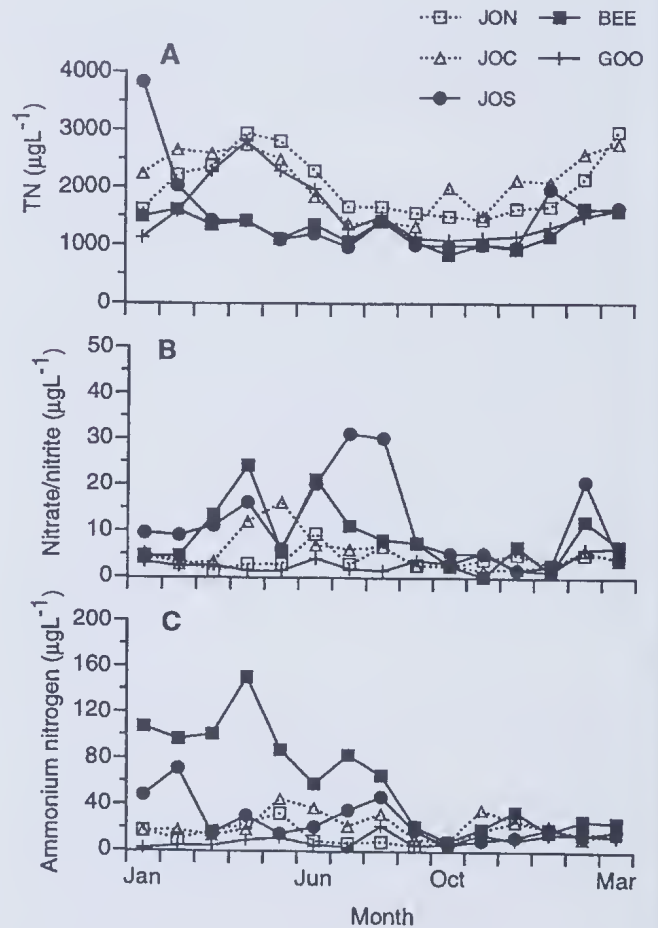 JON BEE
JOC GOO
JOS
A
4000
3000
2000
1000
0
TN (µgL-1)
B
50
40
30
20
10
0
Nitrate/nitrite (µgL-1)
C
200
160
120
80
40
0
Ammonium nitrogen (µgL-1)
Jan Jun Oct Mar
Month